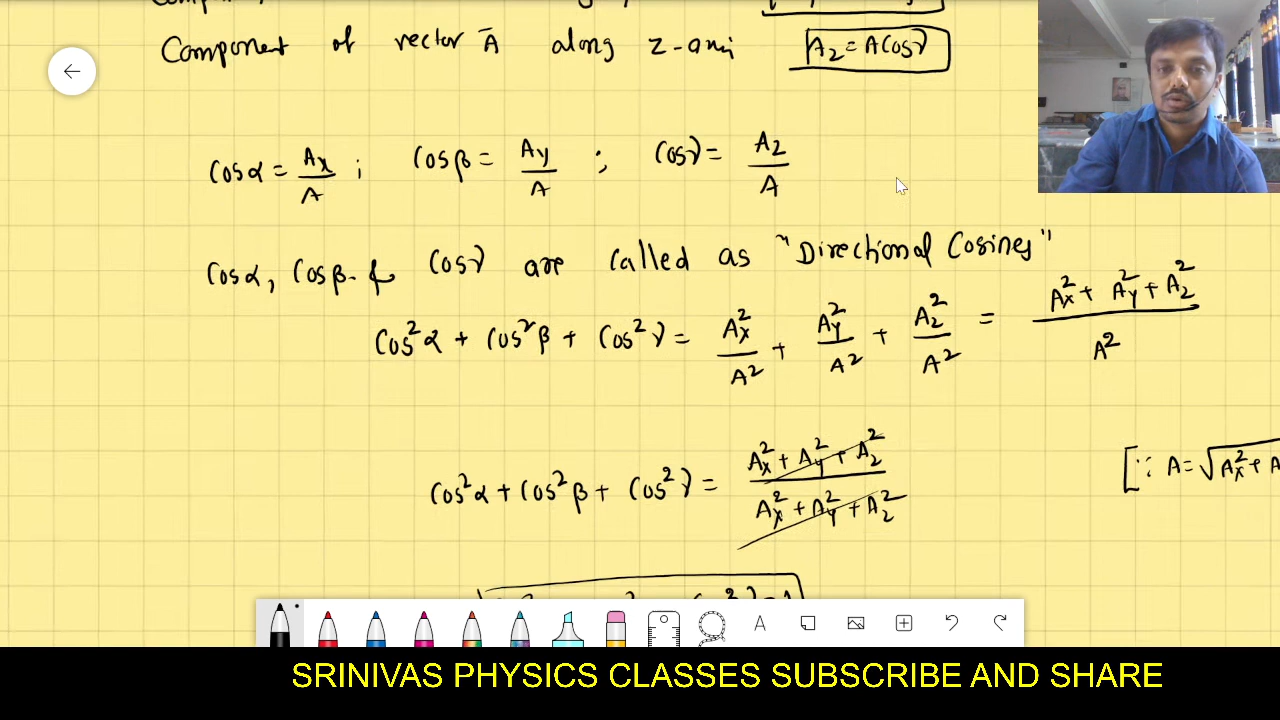 Component of vector A̅ along z-axis A₂ = A Cosγ
Cosα = Ax/A ; Cosβ = Ay/A ; Cosγ = A₂/A
Cosα, Cosβ & Cosγ are called as "Directional Cosines"
Cos²α + Cos²β + Cos²γ = Ax²/A² + Ay²/A² + A₂²/A² = (Ax² + Ay² + A₂²)/A²
Cos²α + Cos²β + Cos²γ = (Ax² + Ay² + A₂²)/(Ax² + Ay² + A₂²) [∵ A = √Ax² + A
SRINIVAS PHYSICS CLASSES SUBSCRIBE AND SHARE